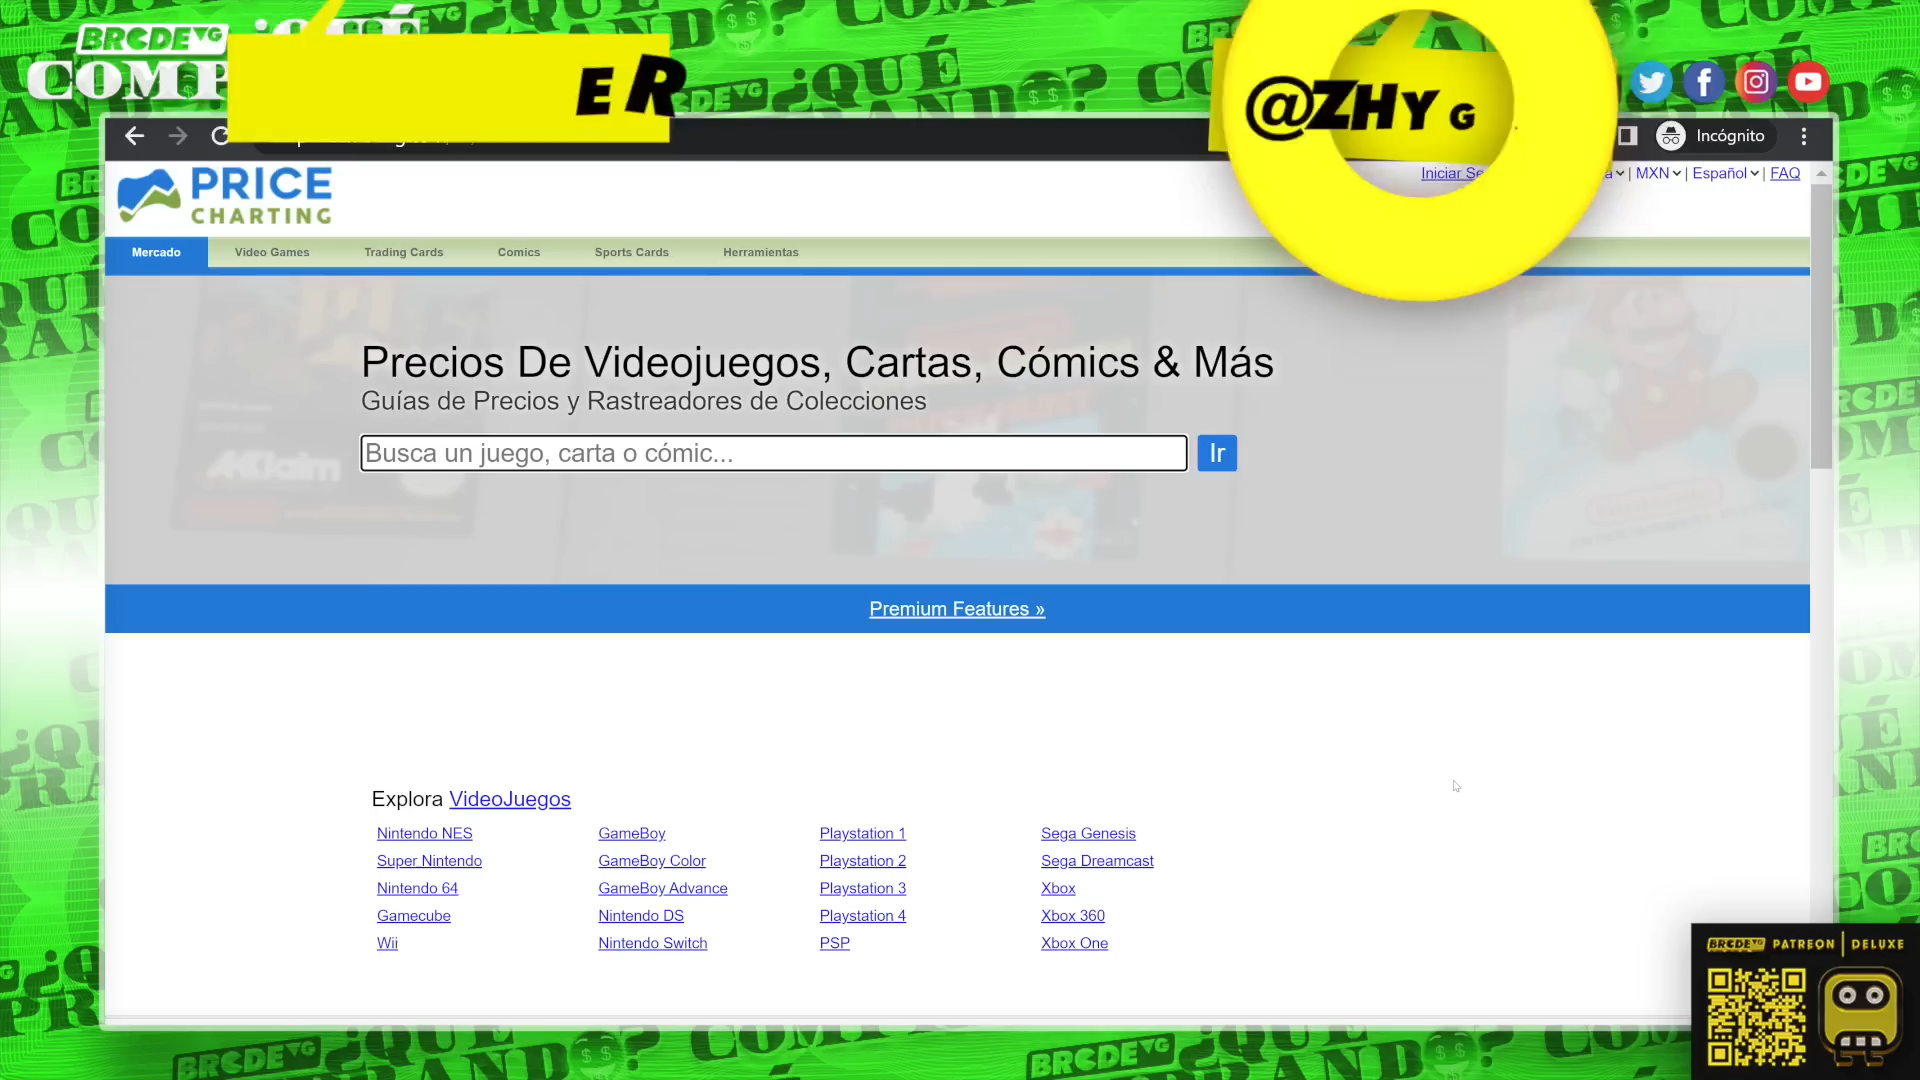 BRCDEVG
¿QUÉ
COMP
ER
@ZHY G
Incógnito
PRICE
CHARTING
Iniciar Se
MXN | Español | FAQ
Mercado
Video Games
Trading Cards
Comics
Sports Cards
Herramientas
Precios De Videojuegos, Cartas, Cómics & Más
Guías de Precios y Rastreadores de Colecciones
Busca un juego, carta o cómic...
Ir
Acclaim
Premium Features »
Explora VideoJuegos
Nintendo NES
GameBoy
Playstation 1
Sega Genesis
Super Nintendo
GameBoy Color
Playstation 2
Sega Dreamcast
Nintendo 64
GameBoy Advance
Playstation 3
Xbox
Gamecube
Nintendo DS
Playstation 4
Xbox 360
Wii
Nintendo Switch
PSP
Xbox One
BRCDEVG PATREON | DELUXE